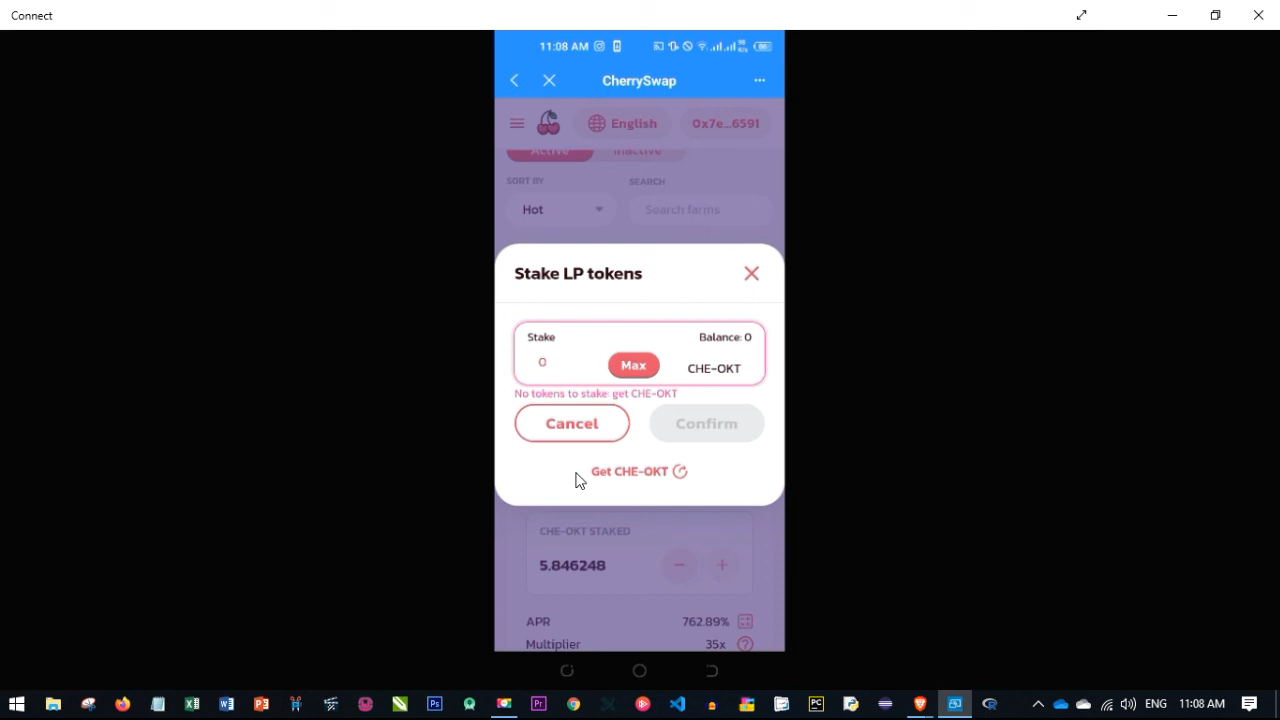 Connect
11:08 AM
CherrySwap
English
0x7e...6591
Active Inactive
SORT BY
SEARCH
Hot
Search farms
Stake LP tokens
Stake
Balance: 0
0
Max
CHE-OKT
No tokens to stake: get CHE-OKT
Cancel
Confirm
Get CHE-OKT
CHE-OKT STAKED
5.846248
APR
762.89%
Multiplier
35x
ENG
11:08 AM